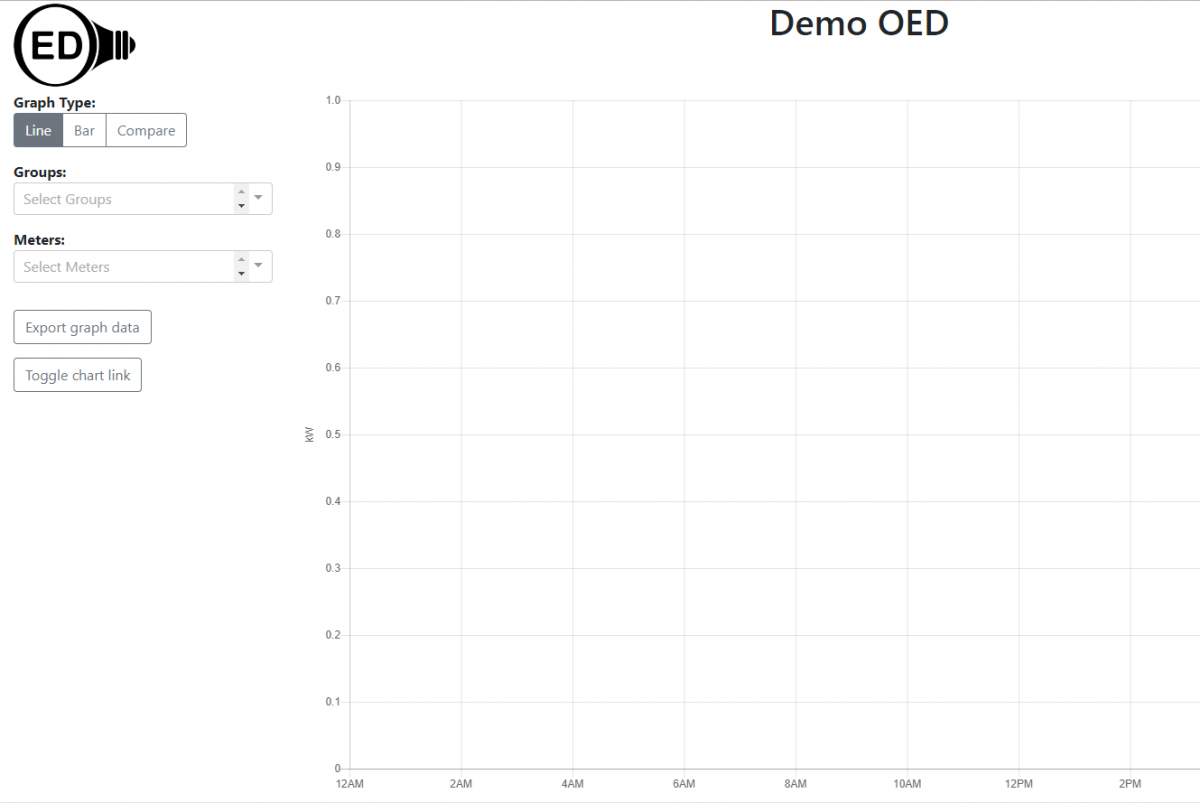 ED
Demo OED
Graph Type:
Line Bar Compare
Groups:
Select Groups
Meters:
Select Meters
Export graph data
Toggle chart link
kW
1.0
0.9
0.8
0.7
0.6
0.5
0.4
0.3
0.2
0.1
0
12AM 2AM 4AM 6AM 8AM 10AM 12PM 2PM